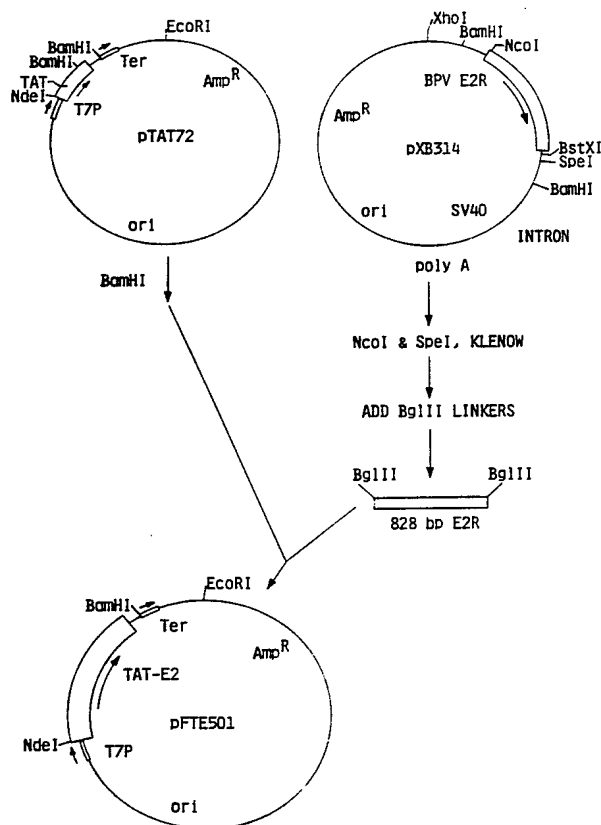 EcoRI
BamHI
BamHI
Ter
TAT
NdeI
T7P
AmpR
pTAT72
ori
BamHI
XhoI
BamHI
NcoI
BPV E2R
AmpR
pXB314
BstXI
SpeI
BamHI
ori
SV40
INTRON
poly A
NcoI & SpeI, KLENOW
ADD BglII LINKERS
BglII
BglII
828 bp E2R
EcoRI
BamHI
Ter
AmpR
TAT-E2
pFTE501
NdeI
T7P
ori